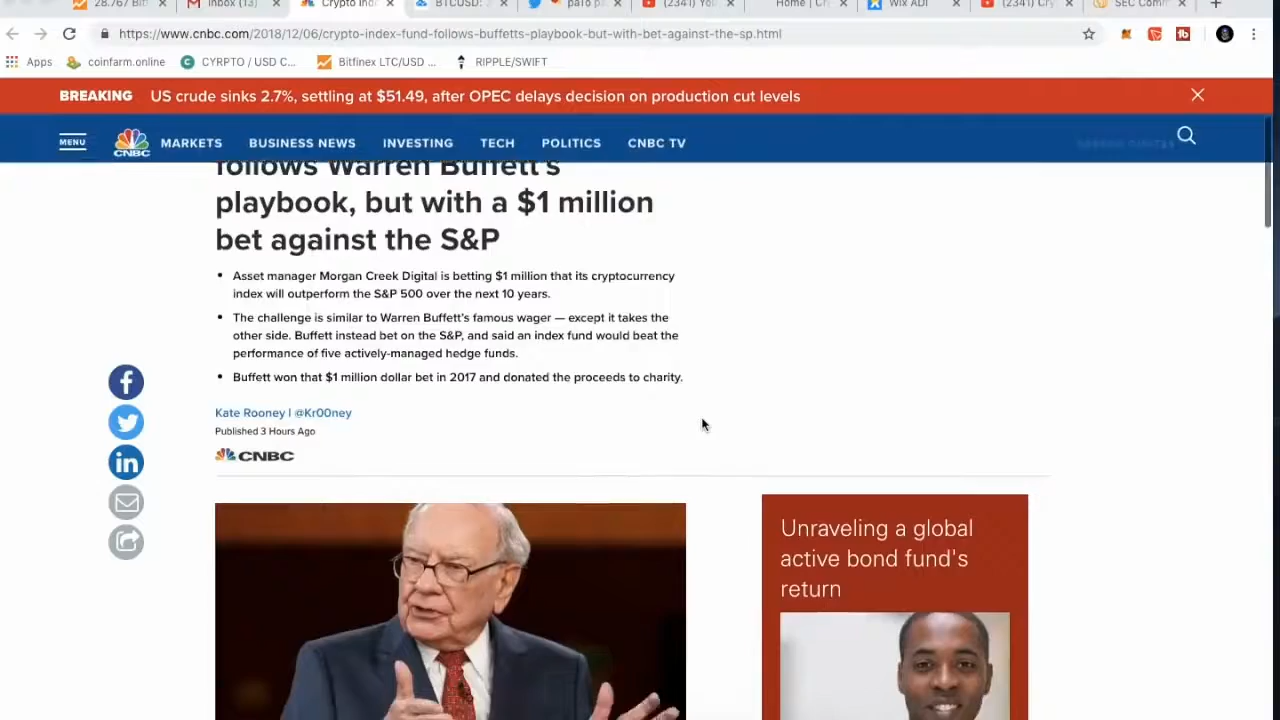 28.767 Bit
Inbox (13)
Crypto Ind
BTCUSD:
раго р
(2341) You
Home | Cr
Wix ADI
(2341) Cry
SEC Comm
https://www.cnbc.com/2018/12/06/crypto-index-fund-follows-buffetts-playbook-but-with-bet-against-the-sp.html
Apps
coinfarm.online
CYRPTO / USD C...
Bitfinex LTC/USD ...
RIPPLE/SWIFT
BREAKING US crude sinks 2.7%, settling at $51.49, after OPEC delays decision on production cut levels
MENU CNBC MARKETS BUSINESS NEWS INVESTING TECH POLITICS CNBC TV
follows Warren Buffett's
playbook, but with a $1 million
bet against the S&P
Asset manager Morgan Creek Digital is betting $1 million that its cryptocurrency
index will outperform the S&P 500 over the next 10 years.
The challenge is similar to Warren Buffett's famous wager — except it takes the
other side. Buffett instead bet on the S&P, and said an index fund would beat the
performance of five actively-managed hedge funds.
Buffett won that $1 million dollar bet in 2017 and donated the proceeds to charity.
Kate Rooney | @Kr00ney
Published 3 Hours Ago
CNBC
Unraveling a global
active bond fund's
return